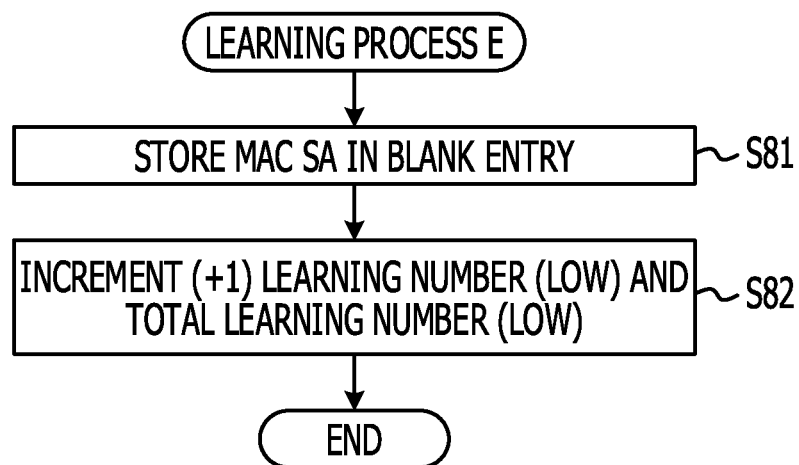 LEARNING PROCESS E
STORE MAC SA IN BLANK ENTRY
S81
INCREMENT (+1) LEARNING NUMBER (LOW) AND
TOTAL LEARNING NUMBER (LOW)
S82
END